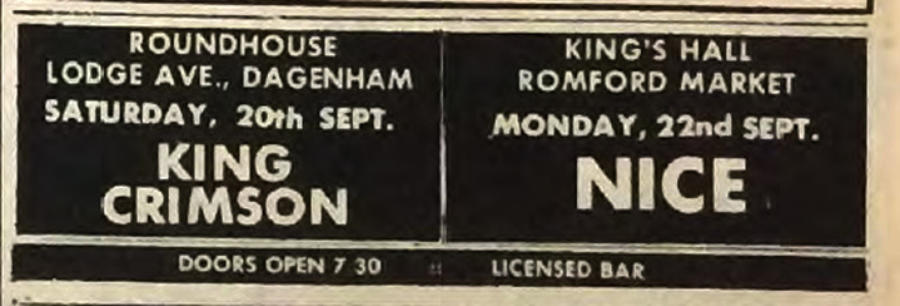 ROUNDHOUSE
LODGE AVE., DAGENHAM
SATURDAY, 20th SEPT.
KING
CRIMSON
KING'S HALL
ROMFORD MARKET
MONDAY, 22nd SEPT.
NICE
DOORS OPEN 7 30 :: LICENSED BAR